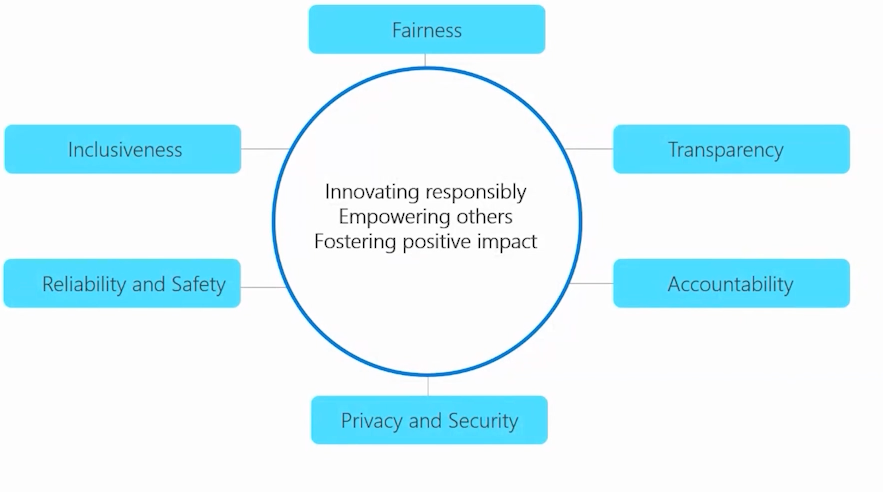 Fairness
Inclusiveness
Transparency
Innovating responsibly
Empowering others
Fostering positive impact
Reliability and Safety
Accountability
Privacy and Security